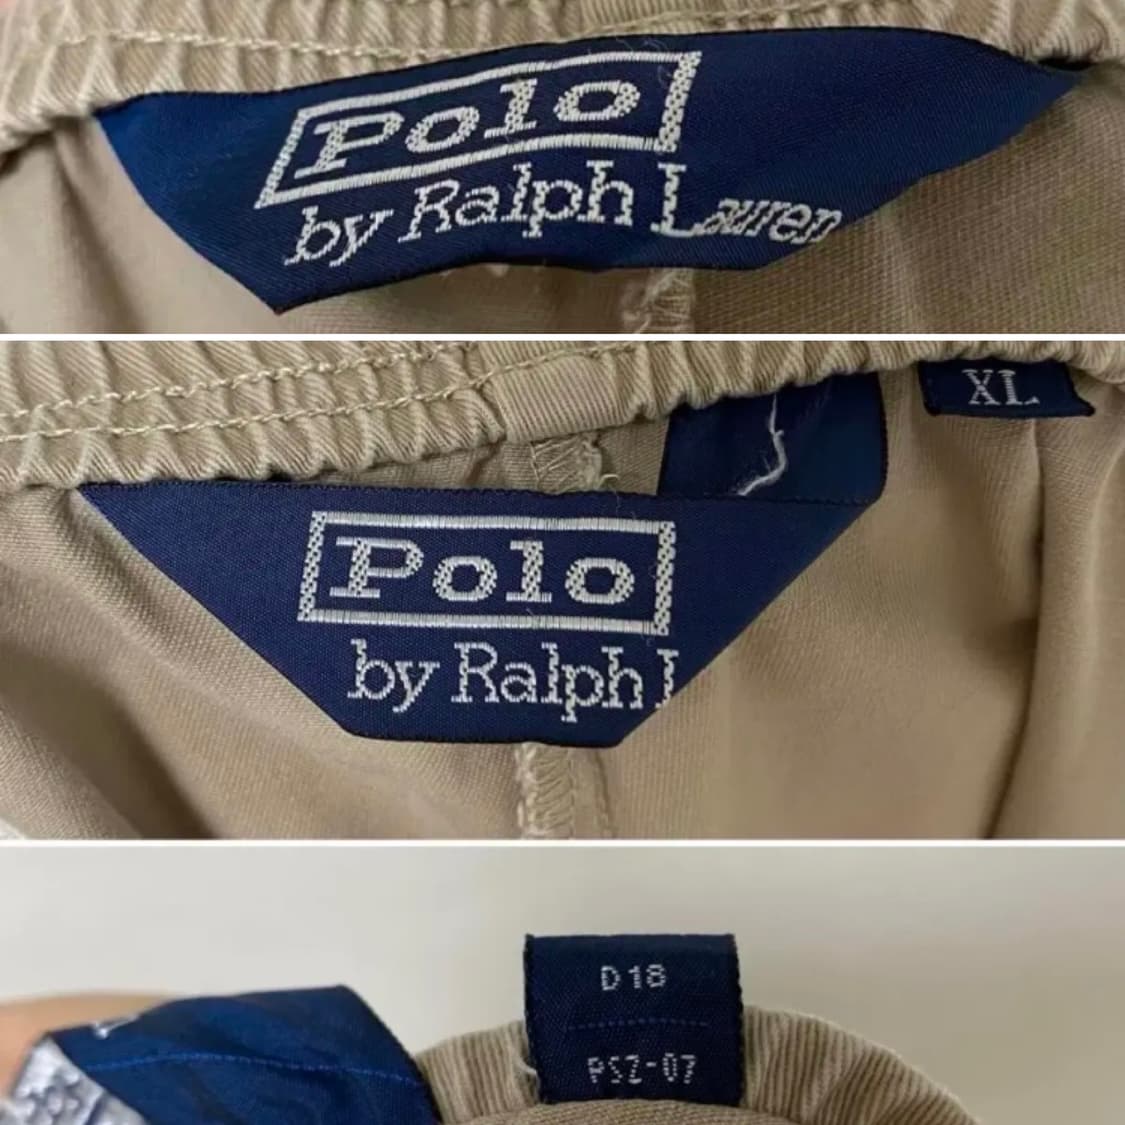 Polo
by Ralph Lauren
XL
Polo
by Ralph L
D18
PSZ-07